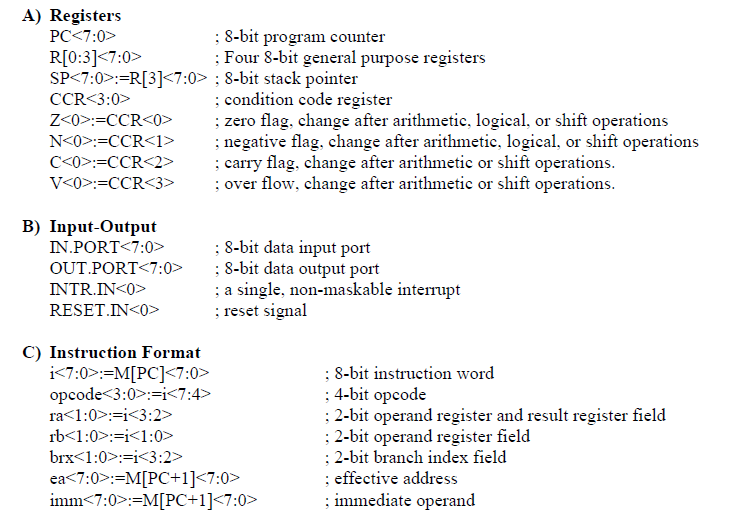 A) Registers
PC<7:0> ; 8-bit program counter
R[0:3]<7:0> ; Four 8-bit general purpose registers
SP<7:0>:=R[3]<7:0> ; 8-bit stack pointer
CCR<3:0> ; condition code register
Z<0>:=CCR<0> ; zero flag, change after arithmetic, logical, or shift operations
N<0>:=CCR<1> ; negative flag, change after arithmetic, logical, or shift operations
C<0>:=CCR<2> ; carry flag, change after arithmetic or shift operations.
V<0>:=CCR<3> ; over flow, change after arithmetic or shift operations.
B) Input-Output
IN.PORT<7:0> ; 8-bit data input port
OUT.PORT<7:0> ; 8-bit data output port
INTR.IN<0> ; a single, non-maskable interrupt
RESET.IN<0> ; reset signal
C) Instruction Format
i<7:0>:=M[PC]<7:0> ; 8-bit instruction word
opcode<3:0>:=i<7:4> ; 4-bit opcode
ra<1:0>:=i<3:2> ; 2-bit operand register and result register field
rb<1:0>:=i<1:0> ; 2-bit operand register field
brx<1:0>:=i<3:2> ; 2-bit branch index field
ea<7:0>:=M[PC+1]<7:0> ; effective address
imm<7:0>:=M[PC+1]<7:0> ; immediate operand